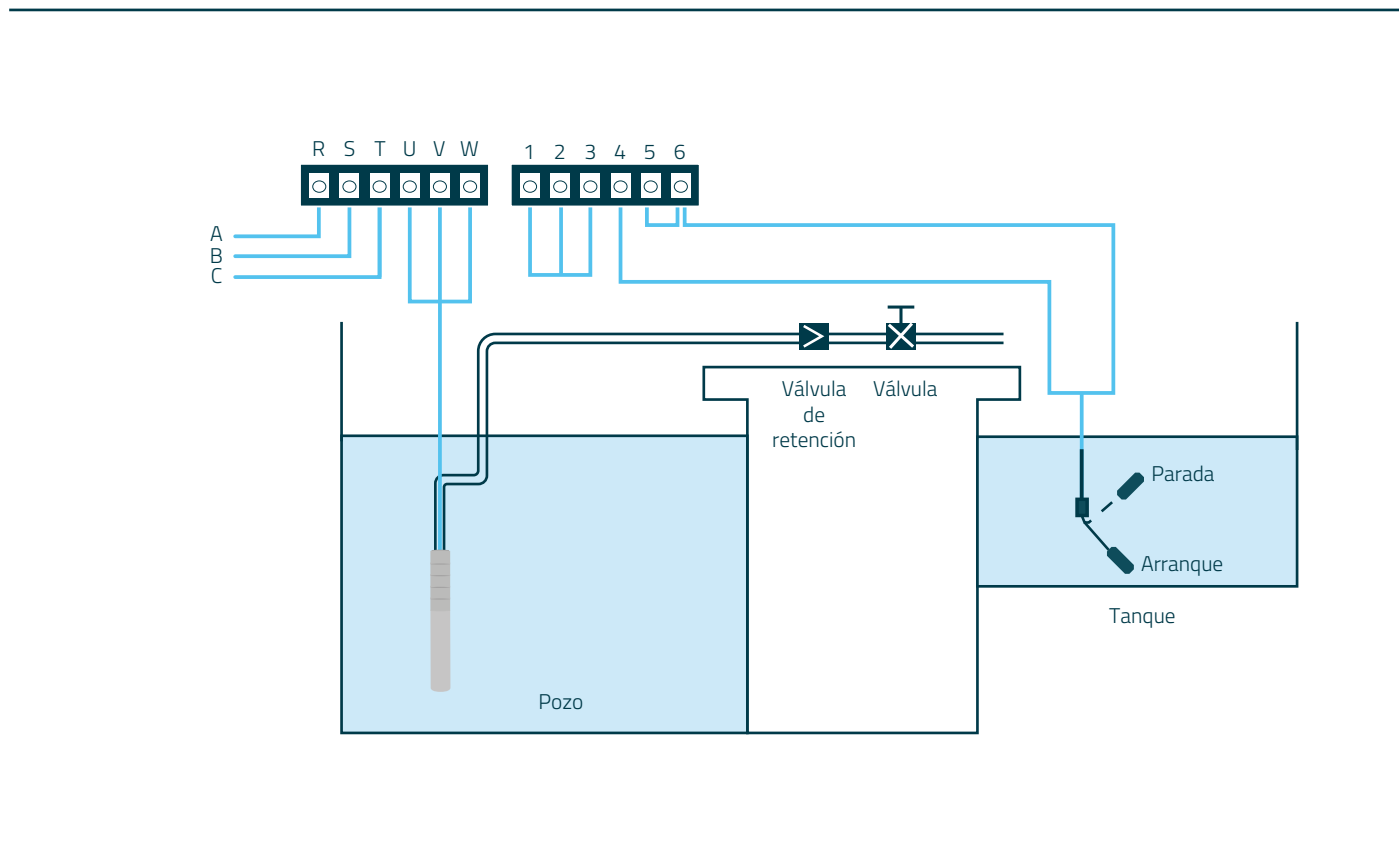 R S T U V W
1 2 3 4 5 6
A
B
C
Válvula
de
retención
Válvula
Parada
Arranque
Tanque
Pozo